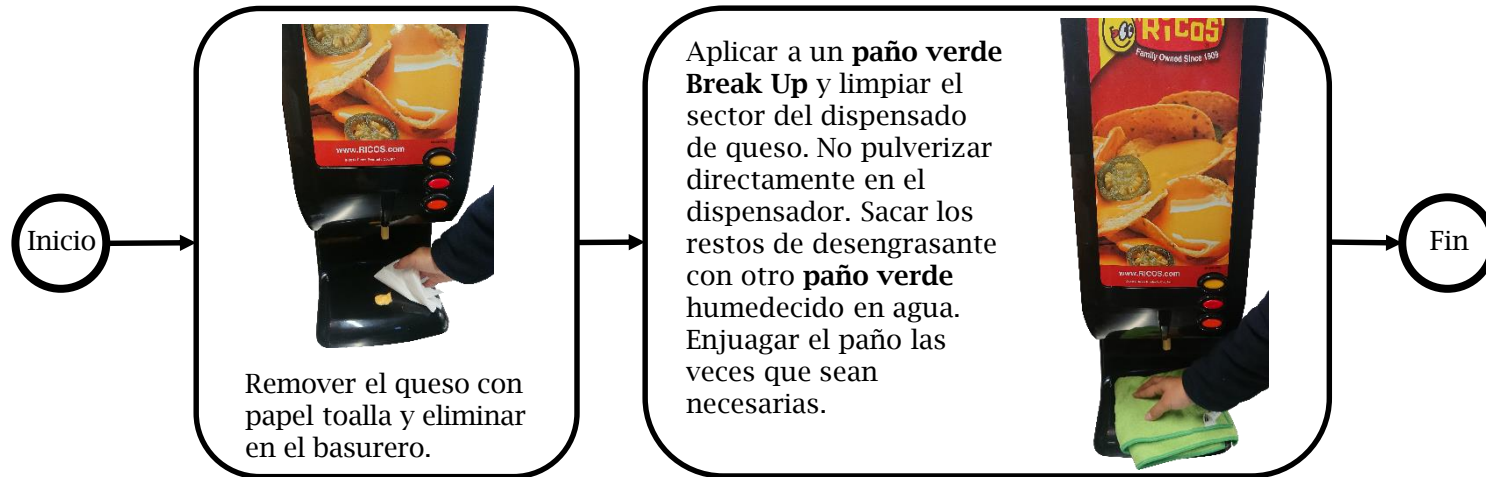 Inicio
www.RICOS.com
Remover el queso con
papel toalla y eliminar
en el basurero.
Aplicar a un paño verde
Break Up y limpiar el
sector del dispensado
de queso. No pulverizar
directamente en el
dispensador. Sacar los
restos de desengrasante
con otro paño verde
humedecido en agua.
Enjuagar el paño las
veces que sean
necesarias.
RICOS
Family Owned Since 1909
www.RICOS.com
Fin